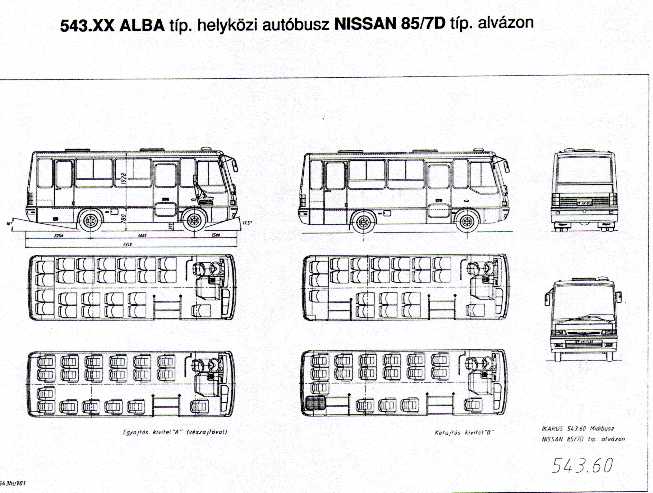 543.XX ALBA típ. helyközi autóbusz NISSAN 85/7D típ. alvázon
Egyajtós kivitel "A" (vészajtóval)
Kétajtós kivitel "B"
IKARUS 543.60 Midibusz
NISSAN 85/7D típ. alvázon
543.60